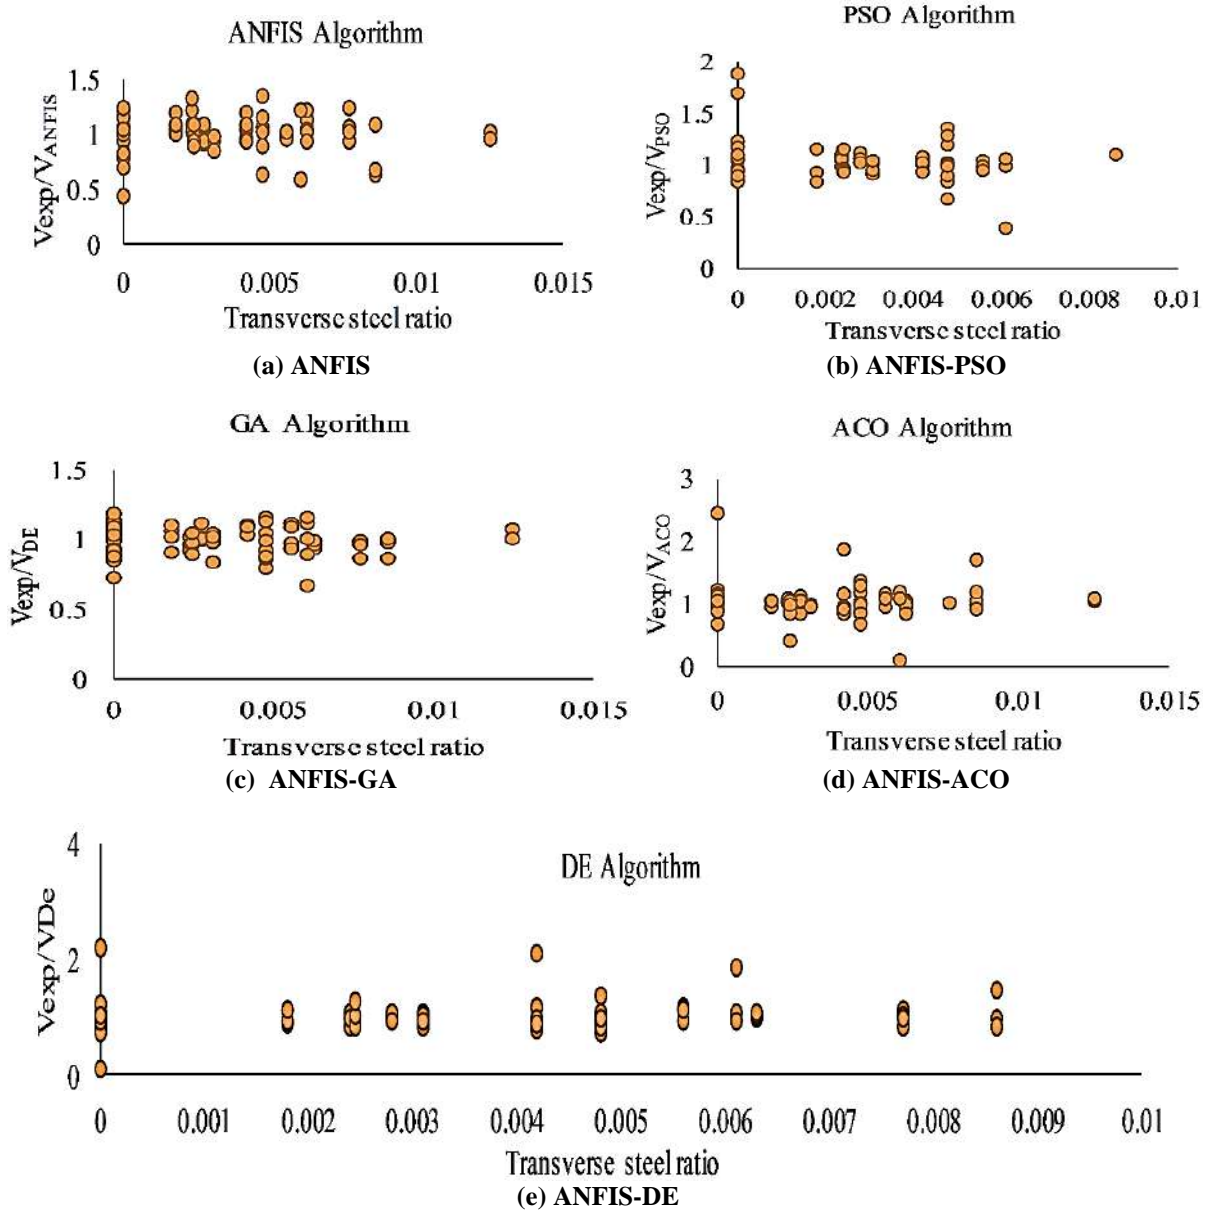 ANFIS Algorithm
Vexp/VANFIS
1.5
1
0.5
0
0 0.005 0.01 0.015
Transverse steel ratio
(a) ANFIS
PSO Algorithm
Vexp/VPSO
2
1.5
1
0.5
0
0 0.002 0.004 0.006 0.008 0.01
Transverse steel ratio
(b) ANFIS-PSO
GA Algorithm
Vexp/VDE
1.5
1
0.5
0
0 0.005 0.01 0.015
Transverse steel ratio
(c) ANFIS-GA
ACO Algorithm
Vexp/VACO
3
2
1
0
0 0.005 0.01 0.015
Transverse steel ratio
(d) ANFIS-ACO
DE Algorithm
Vexp/VDe
4
2
0
0 0.001 0.002 0.003 0.004 0.005 0.006 0.007 0.008 0.009 0.01
Transverse steel ratio
(e) ANFIS-DE